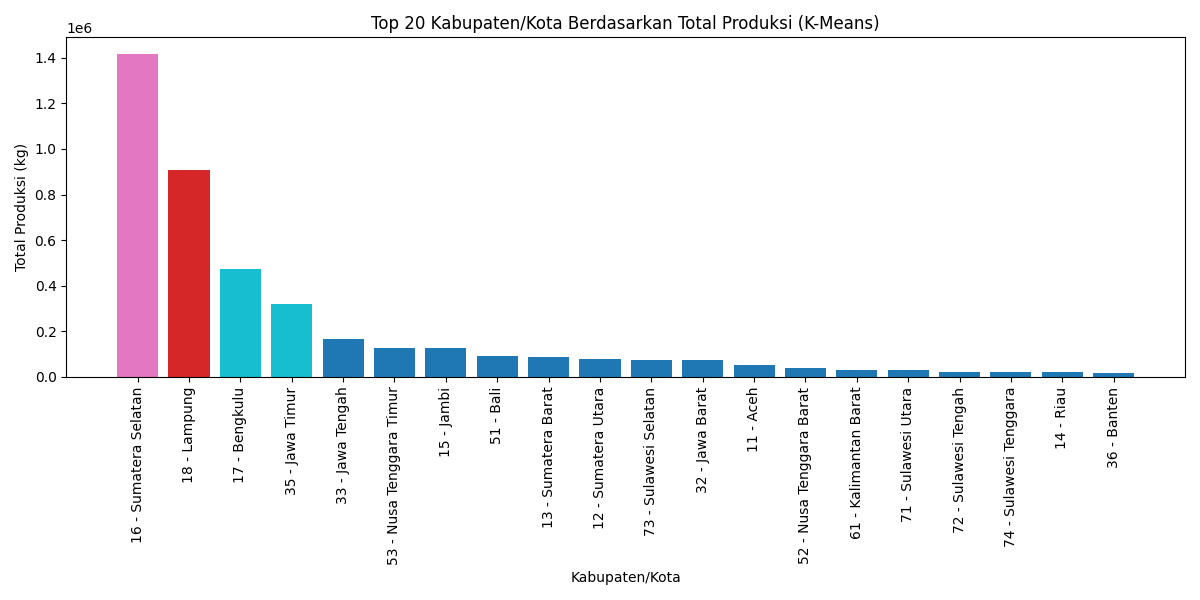 Top 20 Kabupaten/Kota Berdasarkan Total Produksi (K-Means)
1e6
1.4
1.2
1.0
0.8
0.6
0.4
0.2
0.0
Total Produksi (kg)
16 - Sumatera Selatan
18 - Lampung
17 - Bengkulu
35 - Jawa Timur
33 - Jawa Tengah
53 - Nusa Tenggara Timur
15 - Jambi
51 - Bali
13 - Sumatera Barat
12 - Sumatera Utara
73 - Sulawesi Selatan
32 - Jawa Barat
11 - Aceh
52 - Nusa Tenggara Barat
61 - Kalimantan Barat
71 - Sulawesi Utara
72 - Sulawesi Tengah
74 - Sulawesi Tenggara
14 - Riau
36 - Banten
Kabupaten/Kota